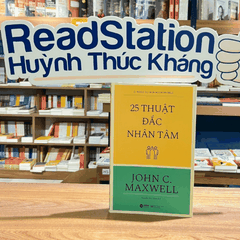 ReadStation
Huỳnh Thúc Kháng
25 THUẬT
ĐẮC
NHÂN TÂM
JOHN C.
MAXWELL